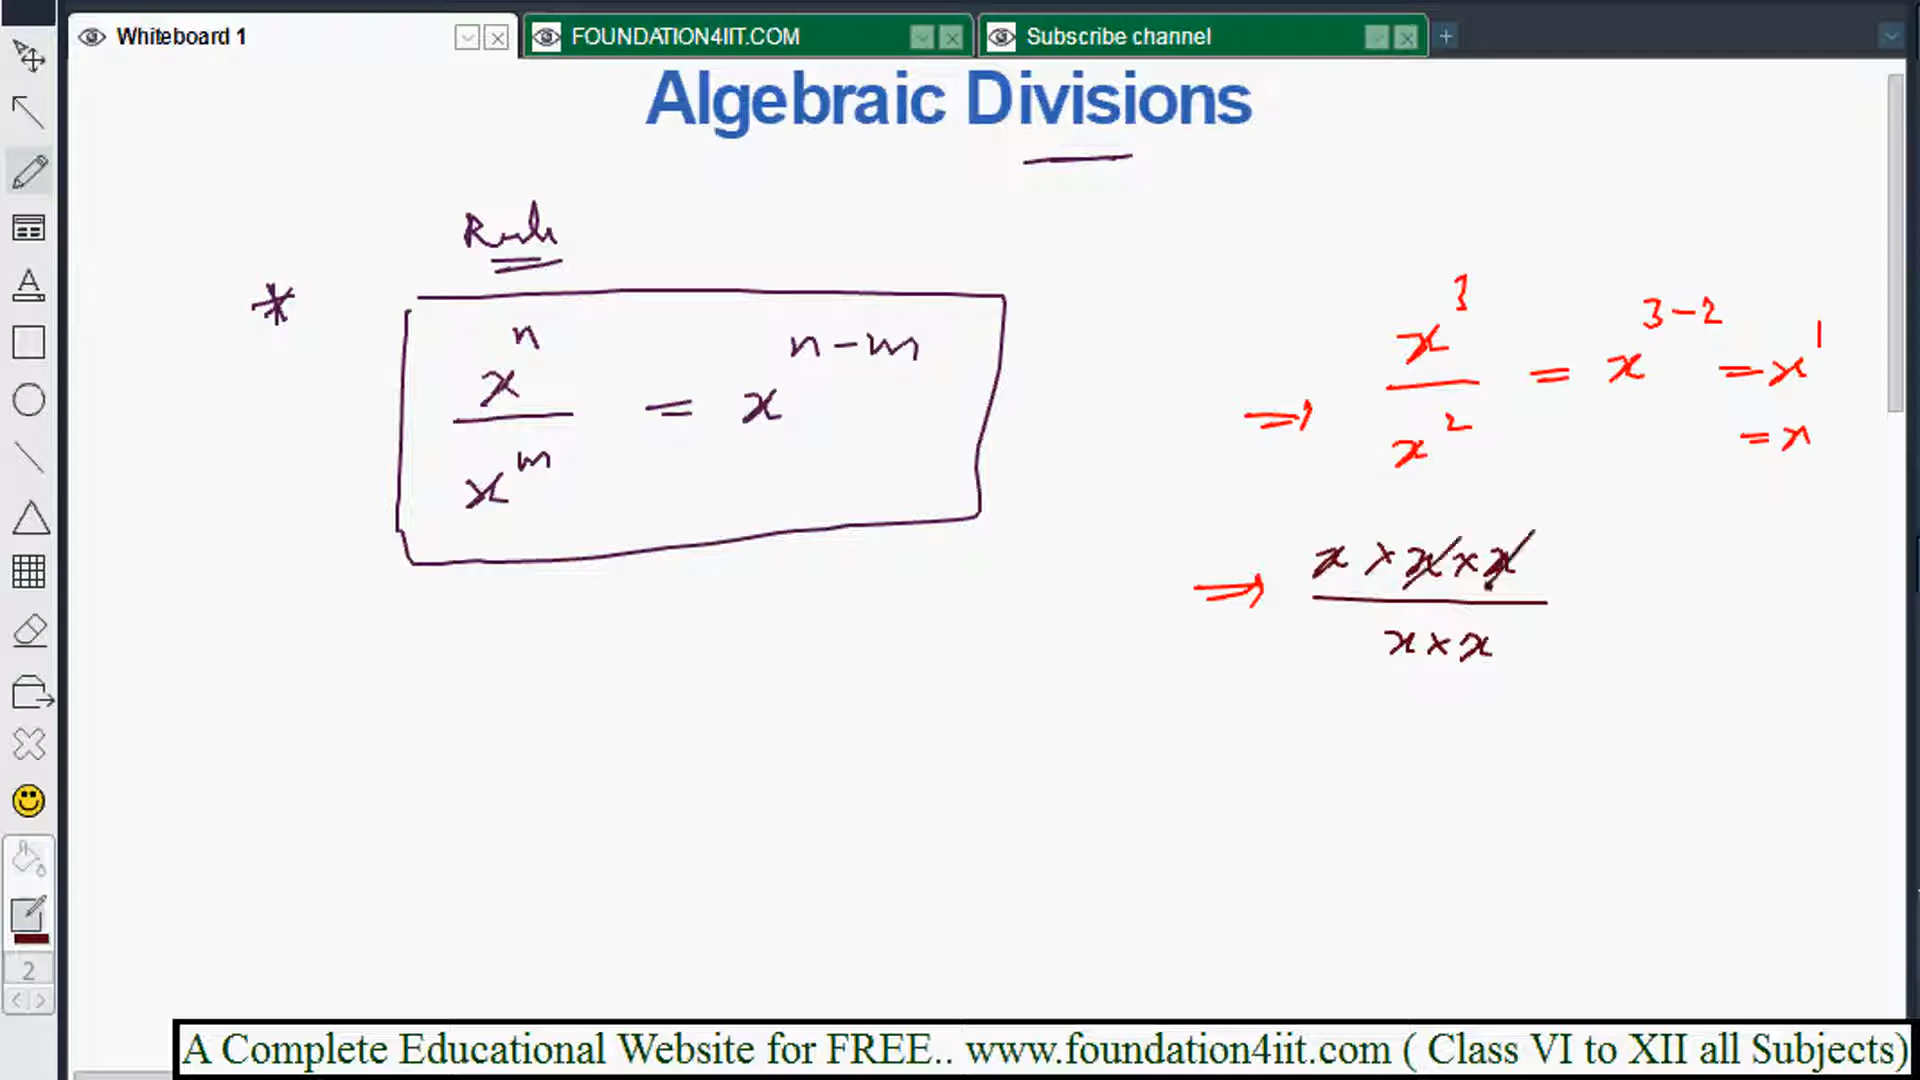 Whiteboard 1
FOUNDATION4IIT.COM
Subscribe channel
Algebraic Divisions
Rule
*
x^n / x^m = x^(n-m)
⇒ x^3 / x^2 = x^(3-2) = x^1
= x
⇒ x × x × x / x × x
2
A Complete Educational Website for FREE.. www.foundation4iit.com ( Class VI to XII all Subjects)